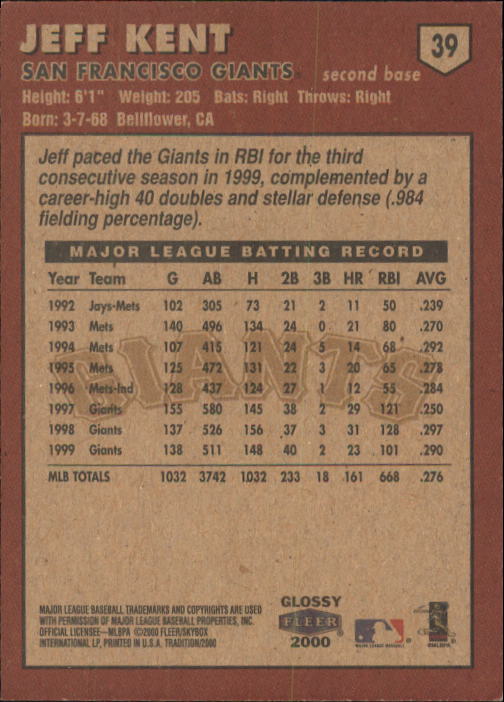 JEFF KENT
39
SAN FRANCISCO GIANTS® second base
Height: 6'1" Weight: 205 Bats: Right Throws: Right
Born: 3-7-68 Bellflower, CA
Jeff paced the Giants in RBI for the third
consecutive season in 1999, complemented by a
career-high 40 doubles and stellar defense (.984
fielding percentage).
MAJOR LEAGUE BATTING RECORD
Year Team G AB H 2B 3B HR RBI AVG
1992 Jays-Mets 102 305 73 21 2 11 50 .239
1993 Mets 140 496 134 24 0 21 80 .270
1994 Mets 107 415 121 24 5 14 68 .292
1995 Mets 125 472 131 22 3 20 65 .278
1996 Mets-Ind 128 437 124 27 1 12 55 .284
1997 Giants 155 580 145 38 2 29 121 .250
1998 Giants 137 526 156 37 3 31 128 .297
1999 Giants 138 511 148 40 2 23 101 .290
MLB TOTALS 1032 3742 1032 233 18 161 668 .276
GIANTS
MAJOR LEAGUE BASEBALL TRADEMARKS AND COPYRIGHTS ARE USED
WITH PERMISSION OF MAJOR LEAGUE BASEBALL PROPERTIES, INC.
OFFICIAL LICENSEE—MLBPA ©2000 FLEER/SKYBOX
INTERNATIONAL LP, PRINTED IN U.S.A. TRADITION/2000
GLOSSY
FLEER
2000
MAJOR LEAGUE BASEBALL
©MLBPA